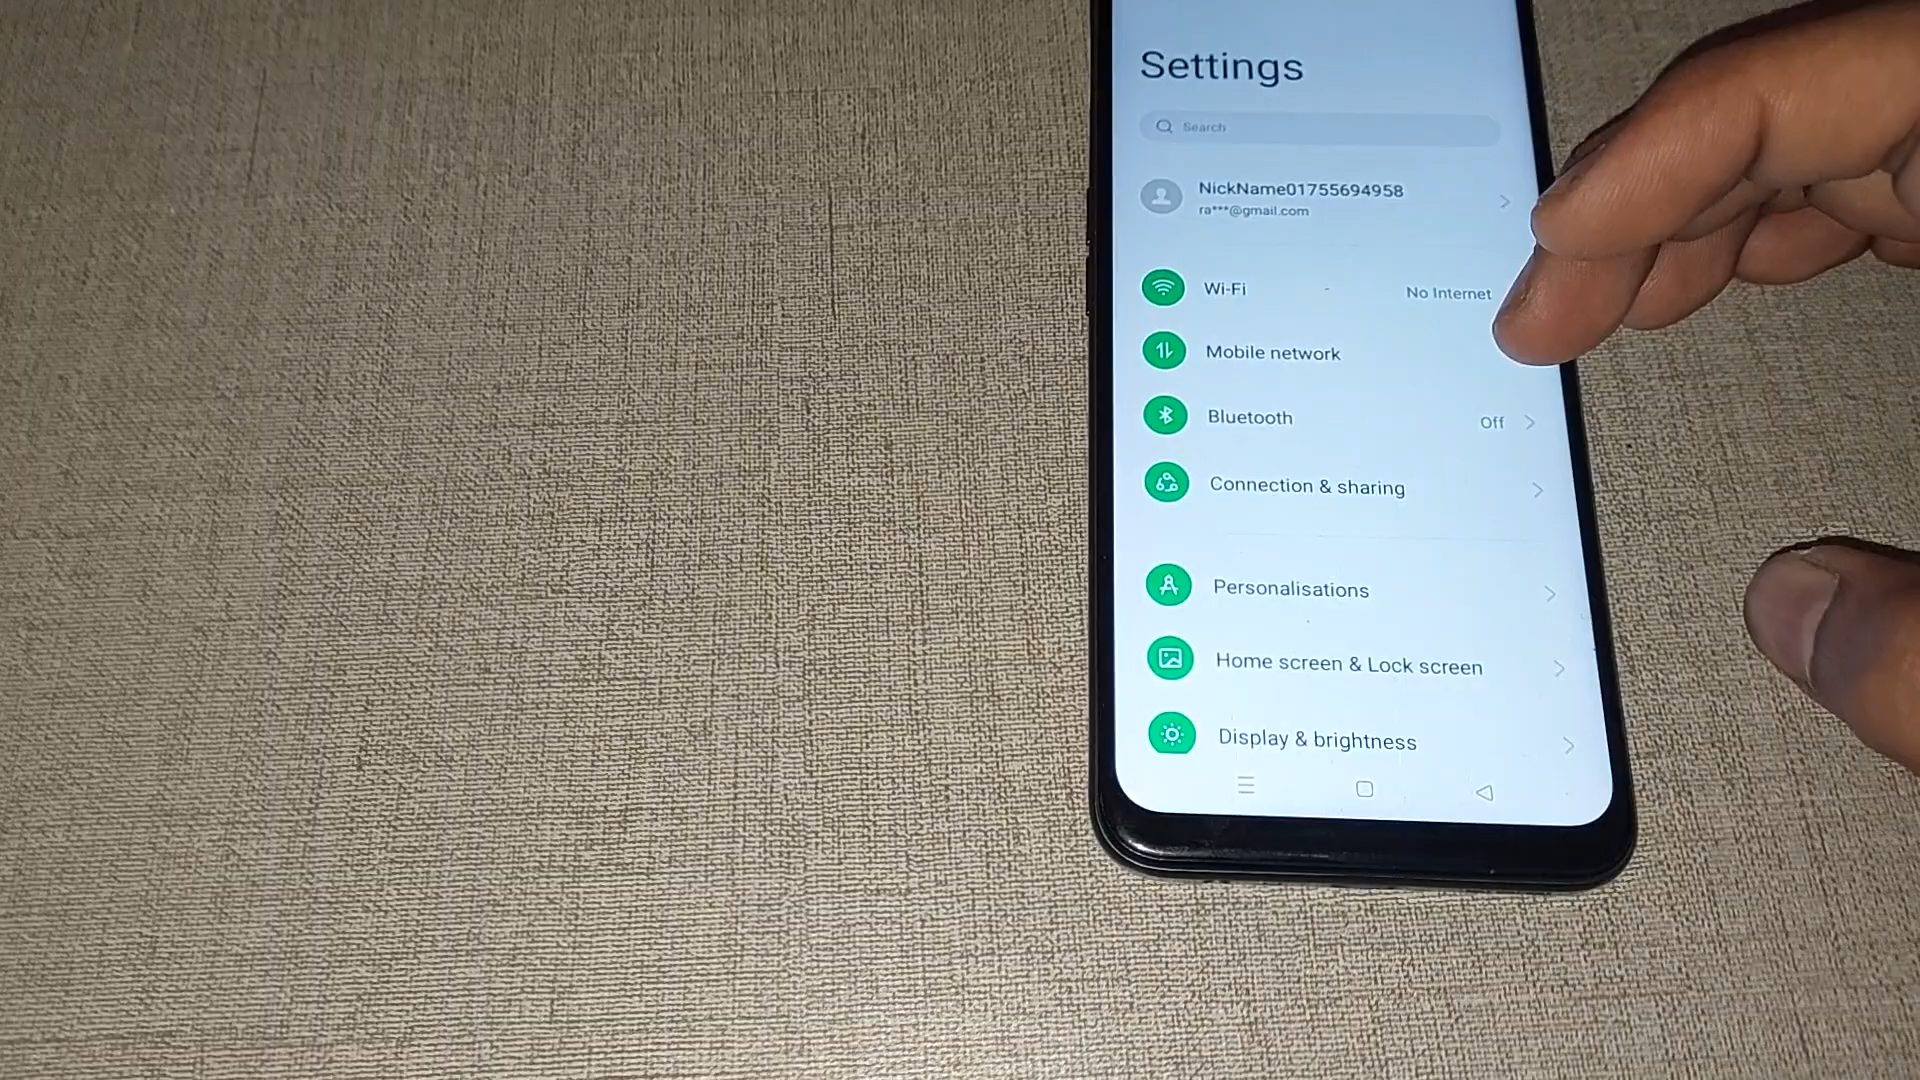 Settings
Search
NickName01755694958
ra***@gmail.com
Wi-Fi No Internet
Mobile network
Bluetooth Off
Connection & sharing
Personalisations
Home screen & Lock screen
Display & brightness